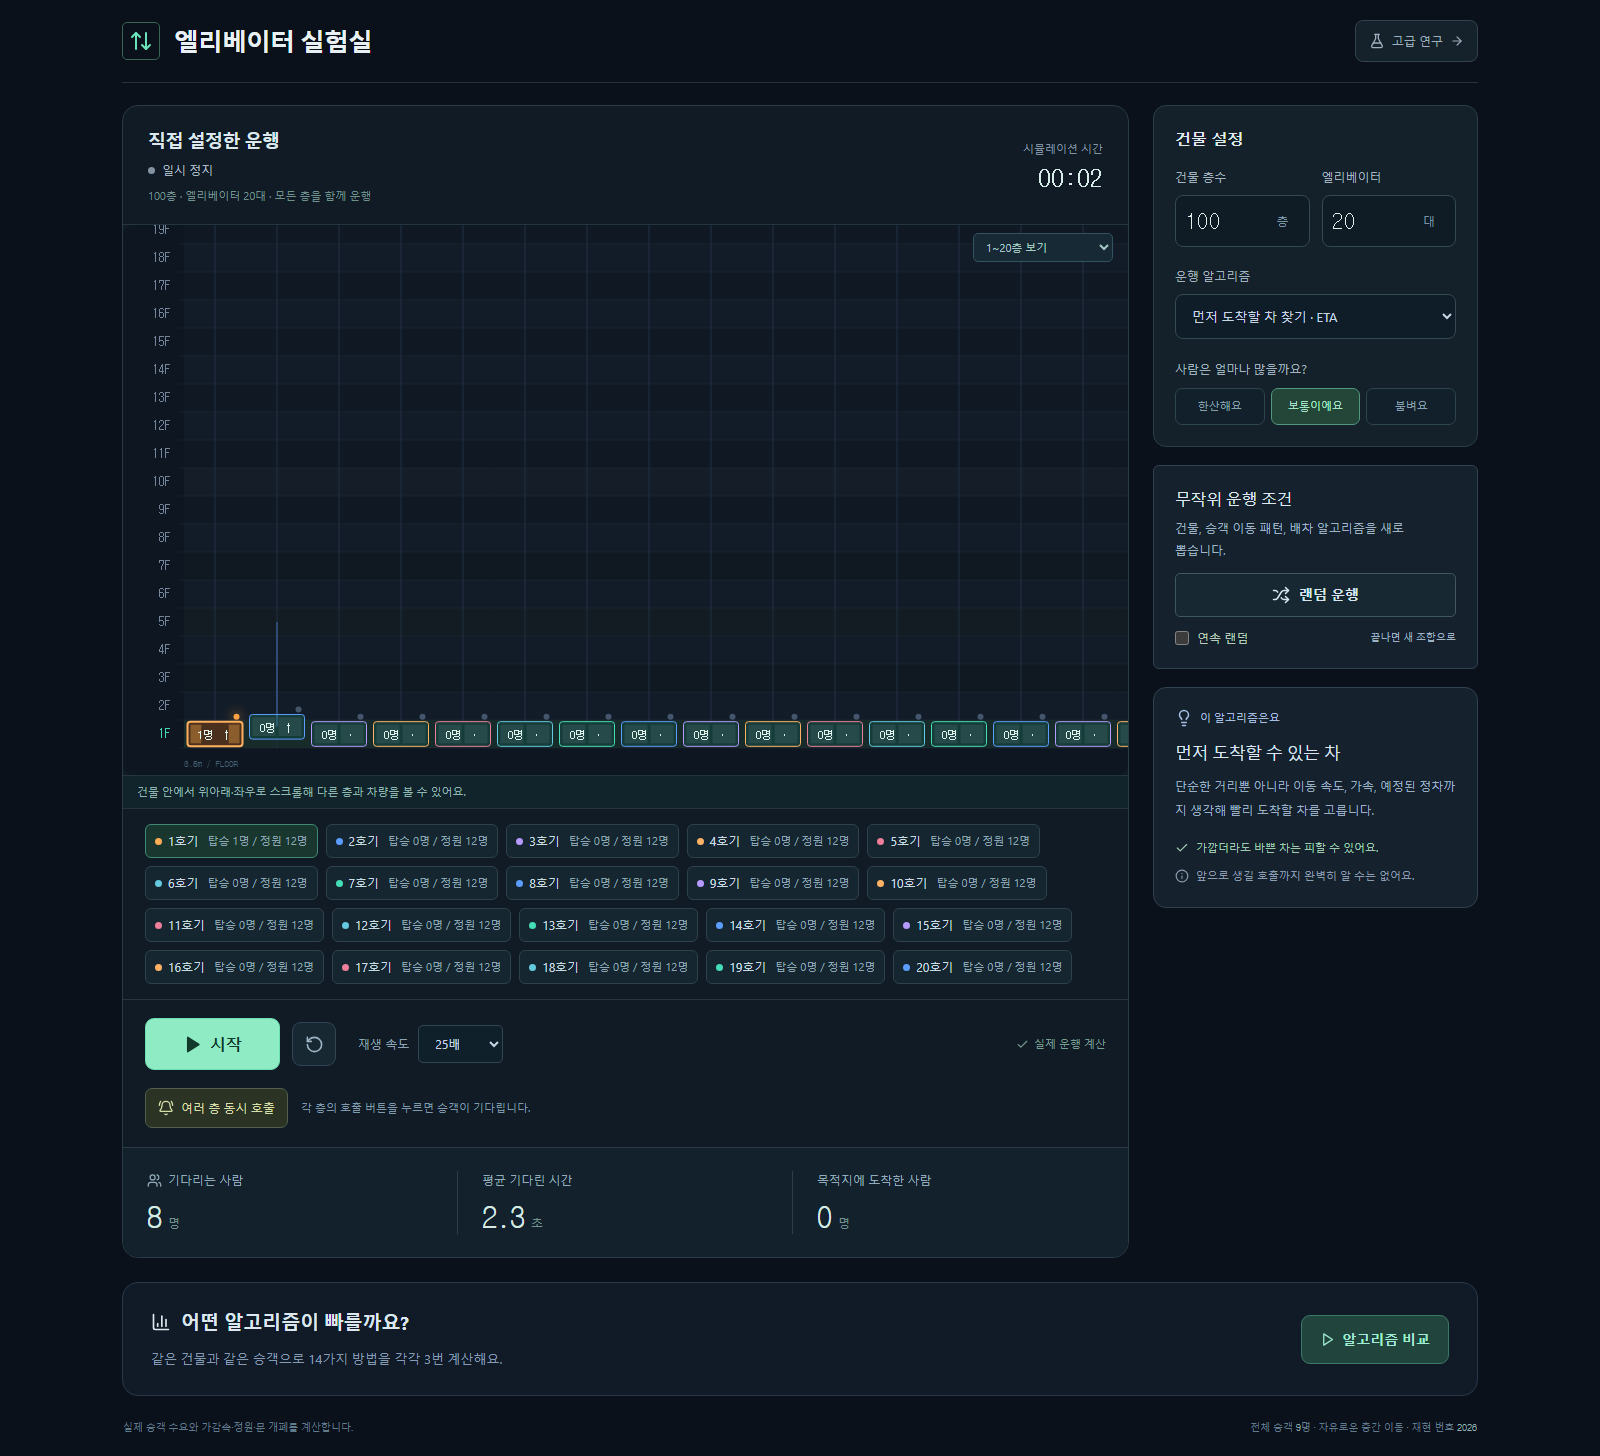 엘리베이터 실험실
고급 연구
직접 설정한 운행
일시 정지
100층 · 엘리베이터 20대 · 모든 층을 함께 운행
시뮬레이션 시간
00:02
1~20층 보기
19F
18F
17F
16F
15F
14F
13F
12F
11F
10F
9F
8F
7F
6F
5F
4F
3F
2F
1F
1명 ↑ 0명 ↑ 0명 · 0명 · 0명 · 0명 · 0명 · 0명 · 0명 · 0명 · 0명 · 0명 · 0명 · 0명 · 0명 ·
3.5m / FLOOR
건물 안에서 위아래·좌우로 스크롤해 다른 층과 차량을 볼 수 있어요.
1호기 탑승 1명 / 정원 12명 2호기 탑승 0명 / 정원 12명 3호기 탑승 0명 / 정원 12명 4호기 탑승 0명 / 정원 12명 5호기 탑승 0명 / 정원 12명
6호기 탑승 0명 / 정원 12명 7호기 탑승 0명 / 정원 12명 8호기 탑승 0명 / 정원 12명 9호기 탑승 0명 / 정원 12명 10호기 탑승 0명 / 정원 12명
11호기 탑승 0명 / 정원 12명 12호기 탑승 0명 / 정원 12명 13호기 탑승 0명 / 정원 12명 14호기 탑승 0명 / 정원 12명 15호기 탑승 0명 / 정원 12명
16호기 탑승 0명 / 정원 12명 17호기 탑승 0명 / 정원 12명 18호기 탑승 0명 / 정원 12명 19호기 탑승 0명 / 정원 12명 20호기 탑승 0명 / 정원 12명
시작
재생 속도 25배
실제 운행 계산
여러 층 동시 호출
각 층의 호출 버튼을 누르면 승객이 기다립니다.
기다리는 사람
8 명
평균 기다린 시간
2.3 초
목적지에 도착한 사람
0 명
건물 설정
건물 층수 엘리베이터
100 층 20 대
운행 알고리즘
먼저 도착할 차 찾기 · ETA
사람은 얼마나 많을까요?
한산해요 보통이에요 붐벼요
무작위 운행 조건
건물, 승객 이동 패턴, 배차 알고리즘을 새로
뽑습니다.
랜덤 운행
연속 랜덤 끝나면 새 조합으로
이 알고리즘은요
먼저 도착할 수 있는 차
단순한 거리뿐 아니라 이동 속도, 가속, 예정된 정차까
지 생각해 빨리 도착할 차를 고릅니다.
가깝더라도 바쁜 차는 피할 수 있어요.
앞으로 생길 호출까지 완벽히 알 수는 없어요.
어떤 알고리즘이 빠를까요?
같은 건물과 같은 승객으로 14가지 방법을 각각 3번 계산해요.
알고리즘 비교
실제 승객 수요와 가감속·정원·문 개폐를 계산합니다.
전체 승객 9명 · 자유로운 층간 이동 · 재현 번호 2026